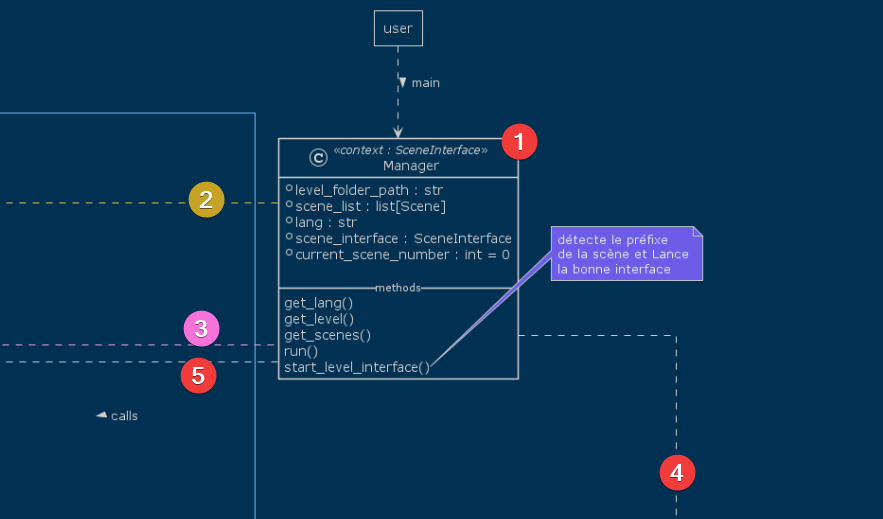 user
main
1
C
«context : SceneInterface»
Manager
2
level_folder_path : str
scene_list : list[Scene]
lang : str
scene_interface : SceneInterface
current_scene_number : int = 0
détecte le préfixe
de la scène et Lance
la bonne interface
methods
get_lang()
get_level()
get_scenes()
run()
start_level_interface()
3
5
calls
4